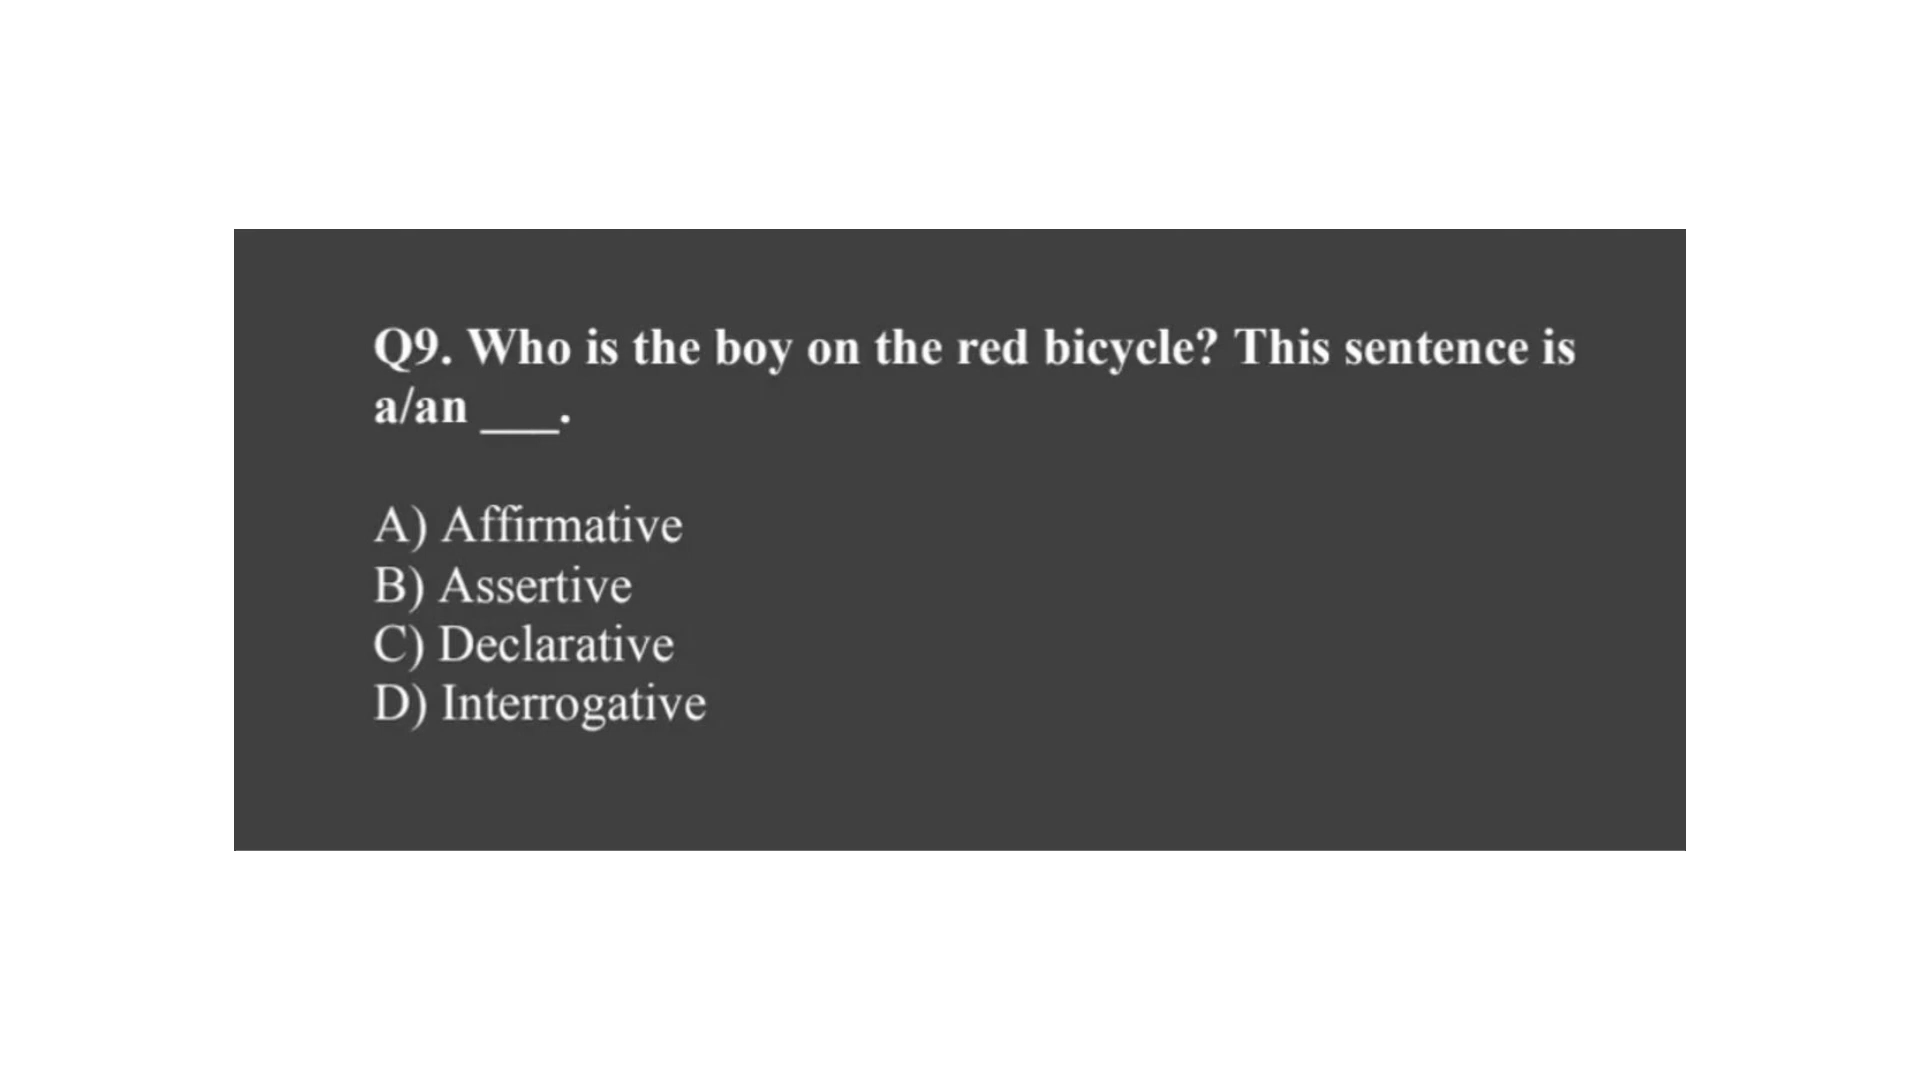 Q9. Who is the boy on the red bicycle? This sentence is
a/an ___.
A) Affirmative
B) Assertive
C) Declarative
D) Interrogative